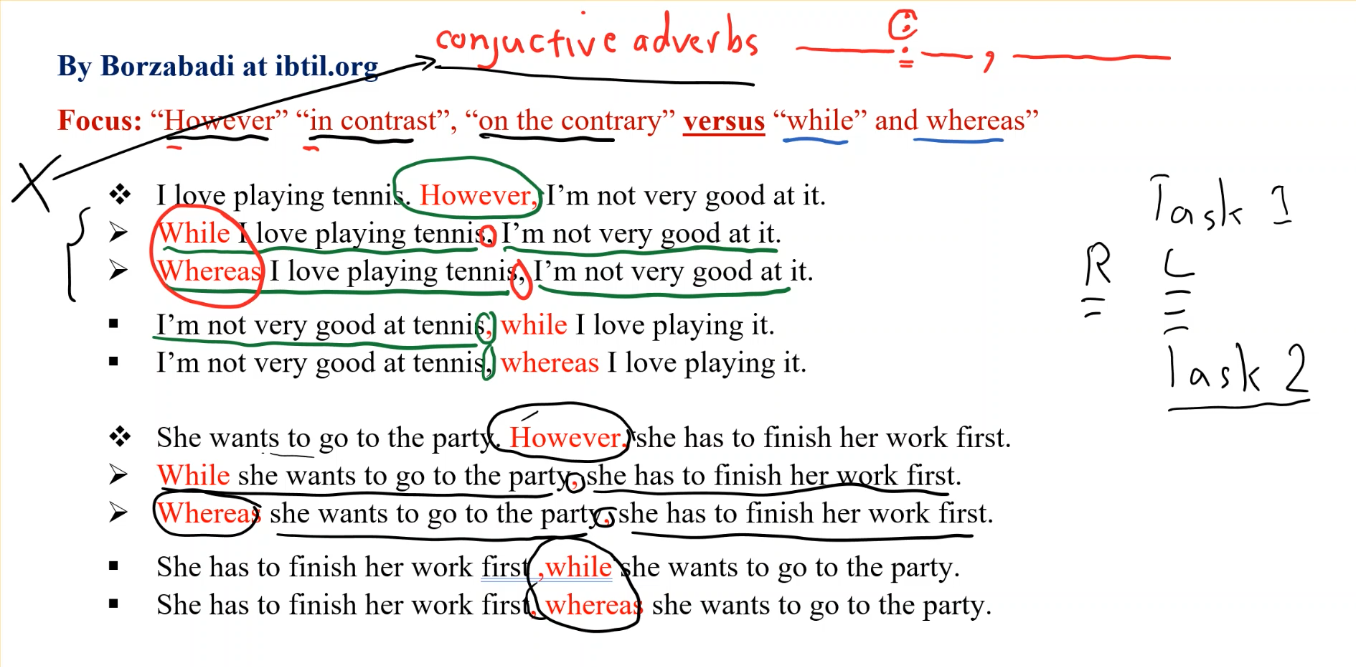 conjuctive adverbs
By Borzabadi at ibtil.org
Focus: “However” “in contrast”, “on the contrary” versus “while” and whereas”
❖ I love playing tennis. However, I’m not very good at it.
➢ While I love playing tennis, I’m not very good at it.
➢ Whereas I love playing tennis, I’m not very good at it.
▪ I’m not very good at tennis, while I love playing it.
▪ I’m not very good at tennis, whereas I love playing it.
Task 1
R L
Task 2
❖ She wants to go to the party. However, she has to finish her work first.
➢ While she wants to go to the party, she has to finish her work first.
➢ Whereas she wants to go to the party, she has to finish her work first.
▪ She has to finish her work first ,while she wants to go to the party.
▪ She has to finish her work first, whereas she wants to go to the party.